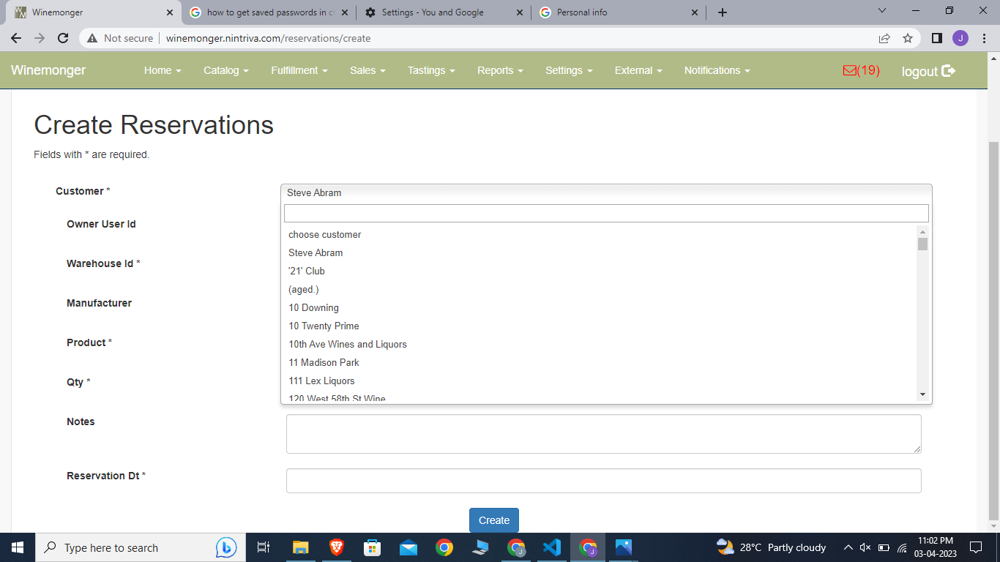 Winemonger
how to get saved passwords in c
Settings - You and Google
Personal info
Not secure
winemonger.nintriva.com/reservations/create
J
Winemonger
Home
Catalog
Fulfillment
Sales
Tastings
Reports
Settings
External
Notifications
(19)
logout
Create Reservations
Fields with * are required.
Customer *
Steve Abram
Owner User Id
choose customer
Steve Abram
Warehouse Id *
'21' Club
(aged.)
Manufacturer
10 Downing
10 Twenty Prime
Product *
10th Ave Wines and Liquors
11 Madison Park
Qty *
111 Lex Liquors
120 West 58th St Wine
Notes
Reservation Dt *
Create
Type here to search
28°C Partly cloudy
11:02 PM
03-04-2023